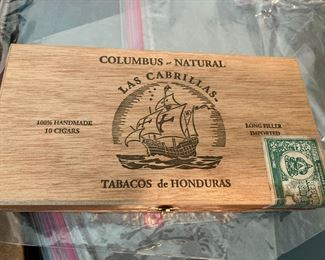 COLUMBUS - NATURAL
LAS CABRILLAS
100% HANDMADE
10 CIGARS
LONG FILLER
IMPORTED
TABACOS de HONDURAS